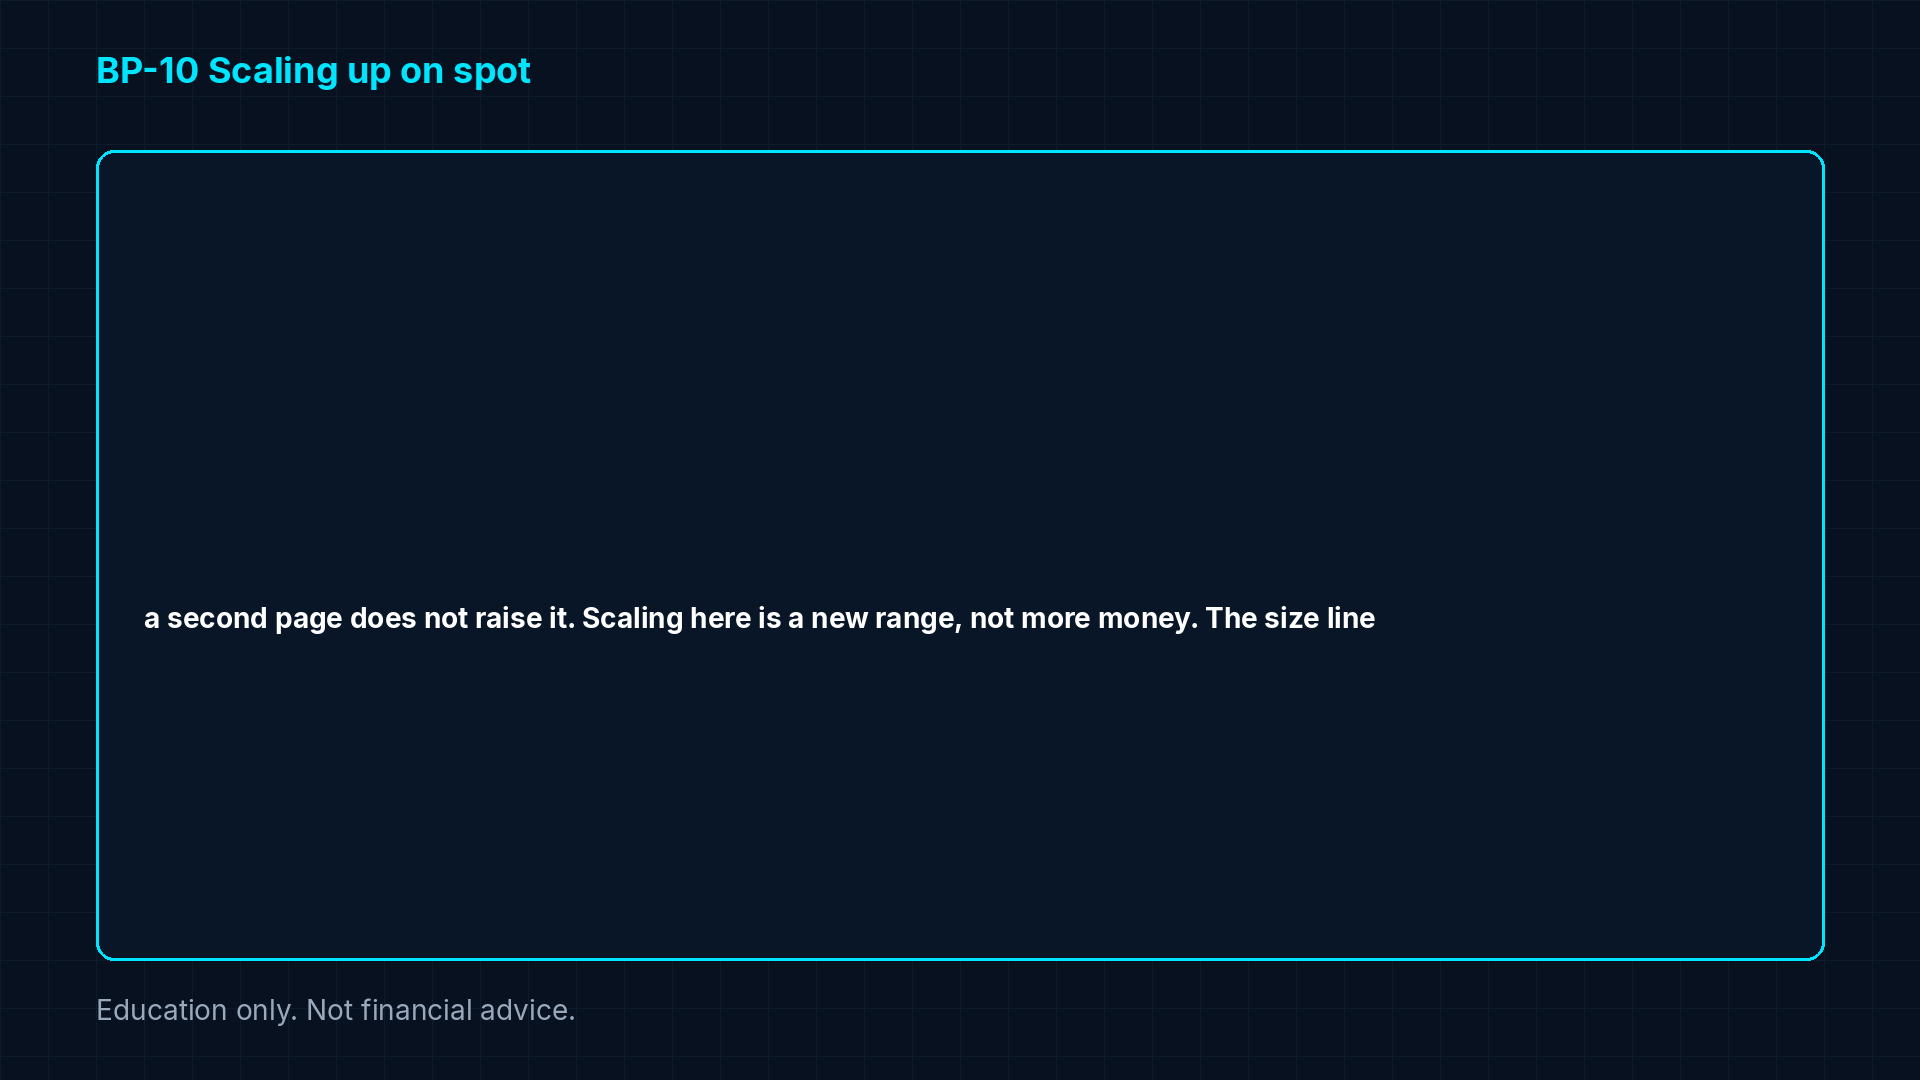 BP-10 Scaling up on spot
a second page does not raise it. Scaling here is a new range, not more money. The size line
Education only. Not financial advice.